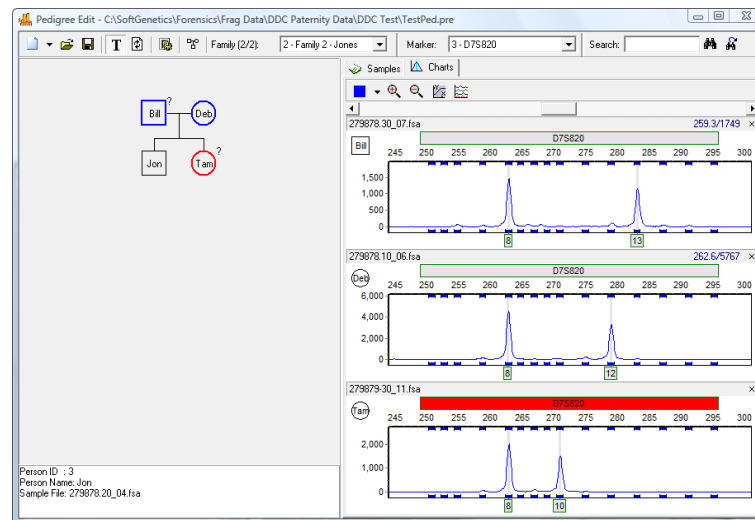 Pedigree Edit - C:\SoftGenetics\Forensics\Frag Data\DDC Paternity Data\DDC Test\TestPed.pre
T Family (2/2): 2 - Family 2 - Jones Marker: 3 - D7S820 Search:
Samples Charts
279878.30_07.fsa 259.3/1749 ×
D7S820
Bill
245 250 255 260 265 270 275 280 285 290 295 300
1,500
1,000
500
0
8 13
279878.10_06.fsa 262.6/5767 ×
D7S820
Deb
245 250 255 260 265 270 275 280 285 290 295 300
6,000
4,000
2,000
0
8 12
279879-30_11.fsa ×
D7S820
Tam
245 250 255 260 265 270 275 280 285 290 295 300
2,000
1,000
0
8 10
Bill ? Deb
Jon Tam ?
Person ID : 3
Person Name: Jon
Sample File: 279878.20_04.fsa